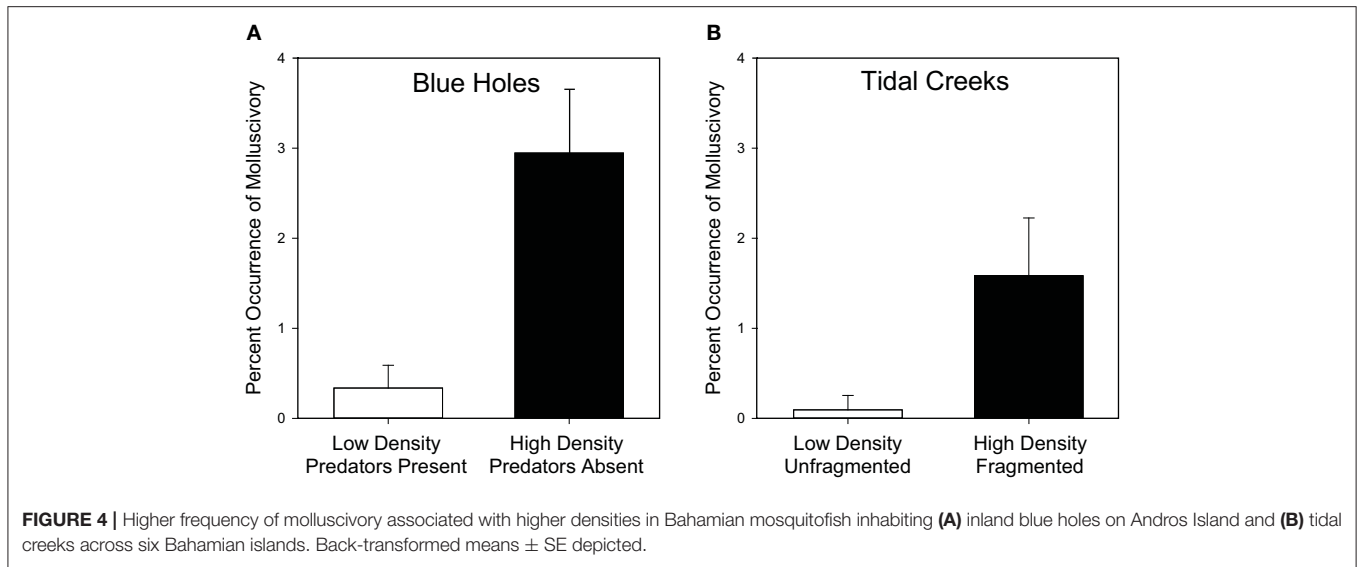 A
Blue Holes
Percent Occurrence of Molluscivory
4
3
2
1
0
Low Density
Predators Present
High Density
Predators Absent
B
Tidal Creeks
Percent Occurrence of Molluscivory
4
3
2
1
0
Low Density
Unfragmented
High Density
Fragmented
FIGURE 4 | Higher frequency of molluscivory associated with higher densities in Bahamian mosquitofish inhabiting (A) inland blue holes on Andros Island and (B) tidal
creeks across six Bahamian islands. Back-transformed means ± SE depicted.